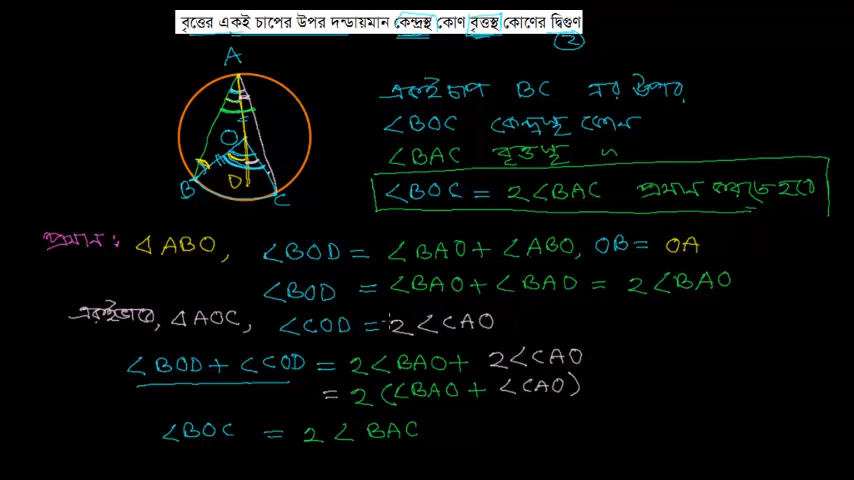 বৃত্তের একই চাপের উপর দন্ডায়মান কেন্দ্রস্থ কোণ বৃত্তস্থ কোণের দ্বিগুণ
2
A
O
B
D
C
একই চাপ BC এর উপর
∠BOC কেন্দ্রস্থ কোন
∠BAC বৃত্তস্থ "
∠BOC = 2∠BAC প্রমান করতে হবে
প্রমান : △ABO, ∠BOD = ∠BAO + ∠ABO, OB = OA
∠BOD = ∠BAO + ∠BAO = 2∠BAO
একইভাবে, △AOC, ∠COD = 2∠CAO
∠BOD + ∠COD = 2∠BAO + 2∠CAO
= 2(∠BAO + ∠CAO)
∠BOC = 2∠BAC